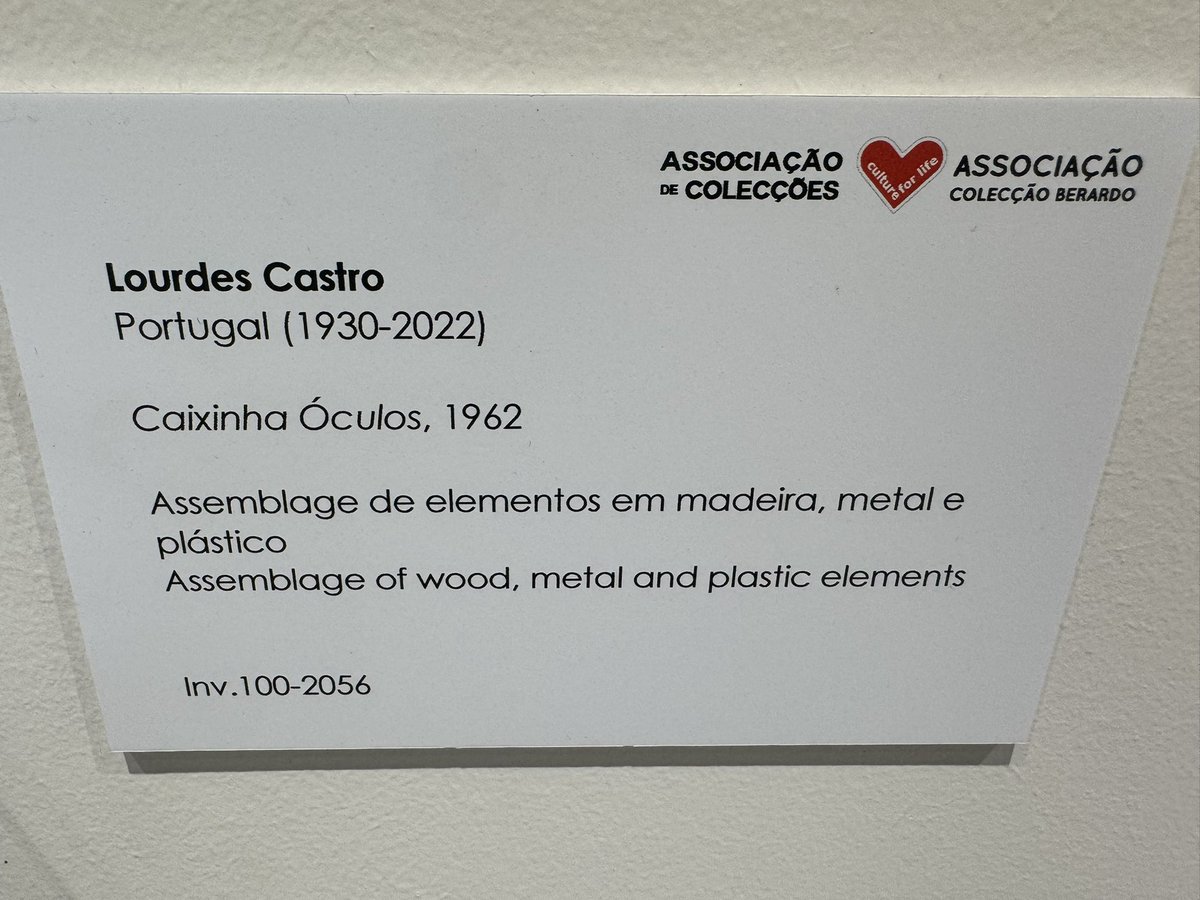 ASSOCIAÇÃO
DE COLECÇÕES
culture for life
ASSOCIAÇÃO
COLECÇÃO BERARDO
Lourdes Castro
Portugal (1930-2022)
Caixinha Óculos, 1962
Assemblage de elementos em madeira, metal e
plástico
Assemblage of wood, metal and plastic elements
Inv.100-2056